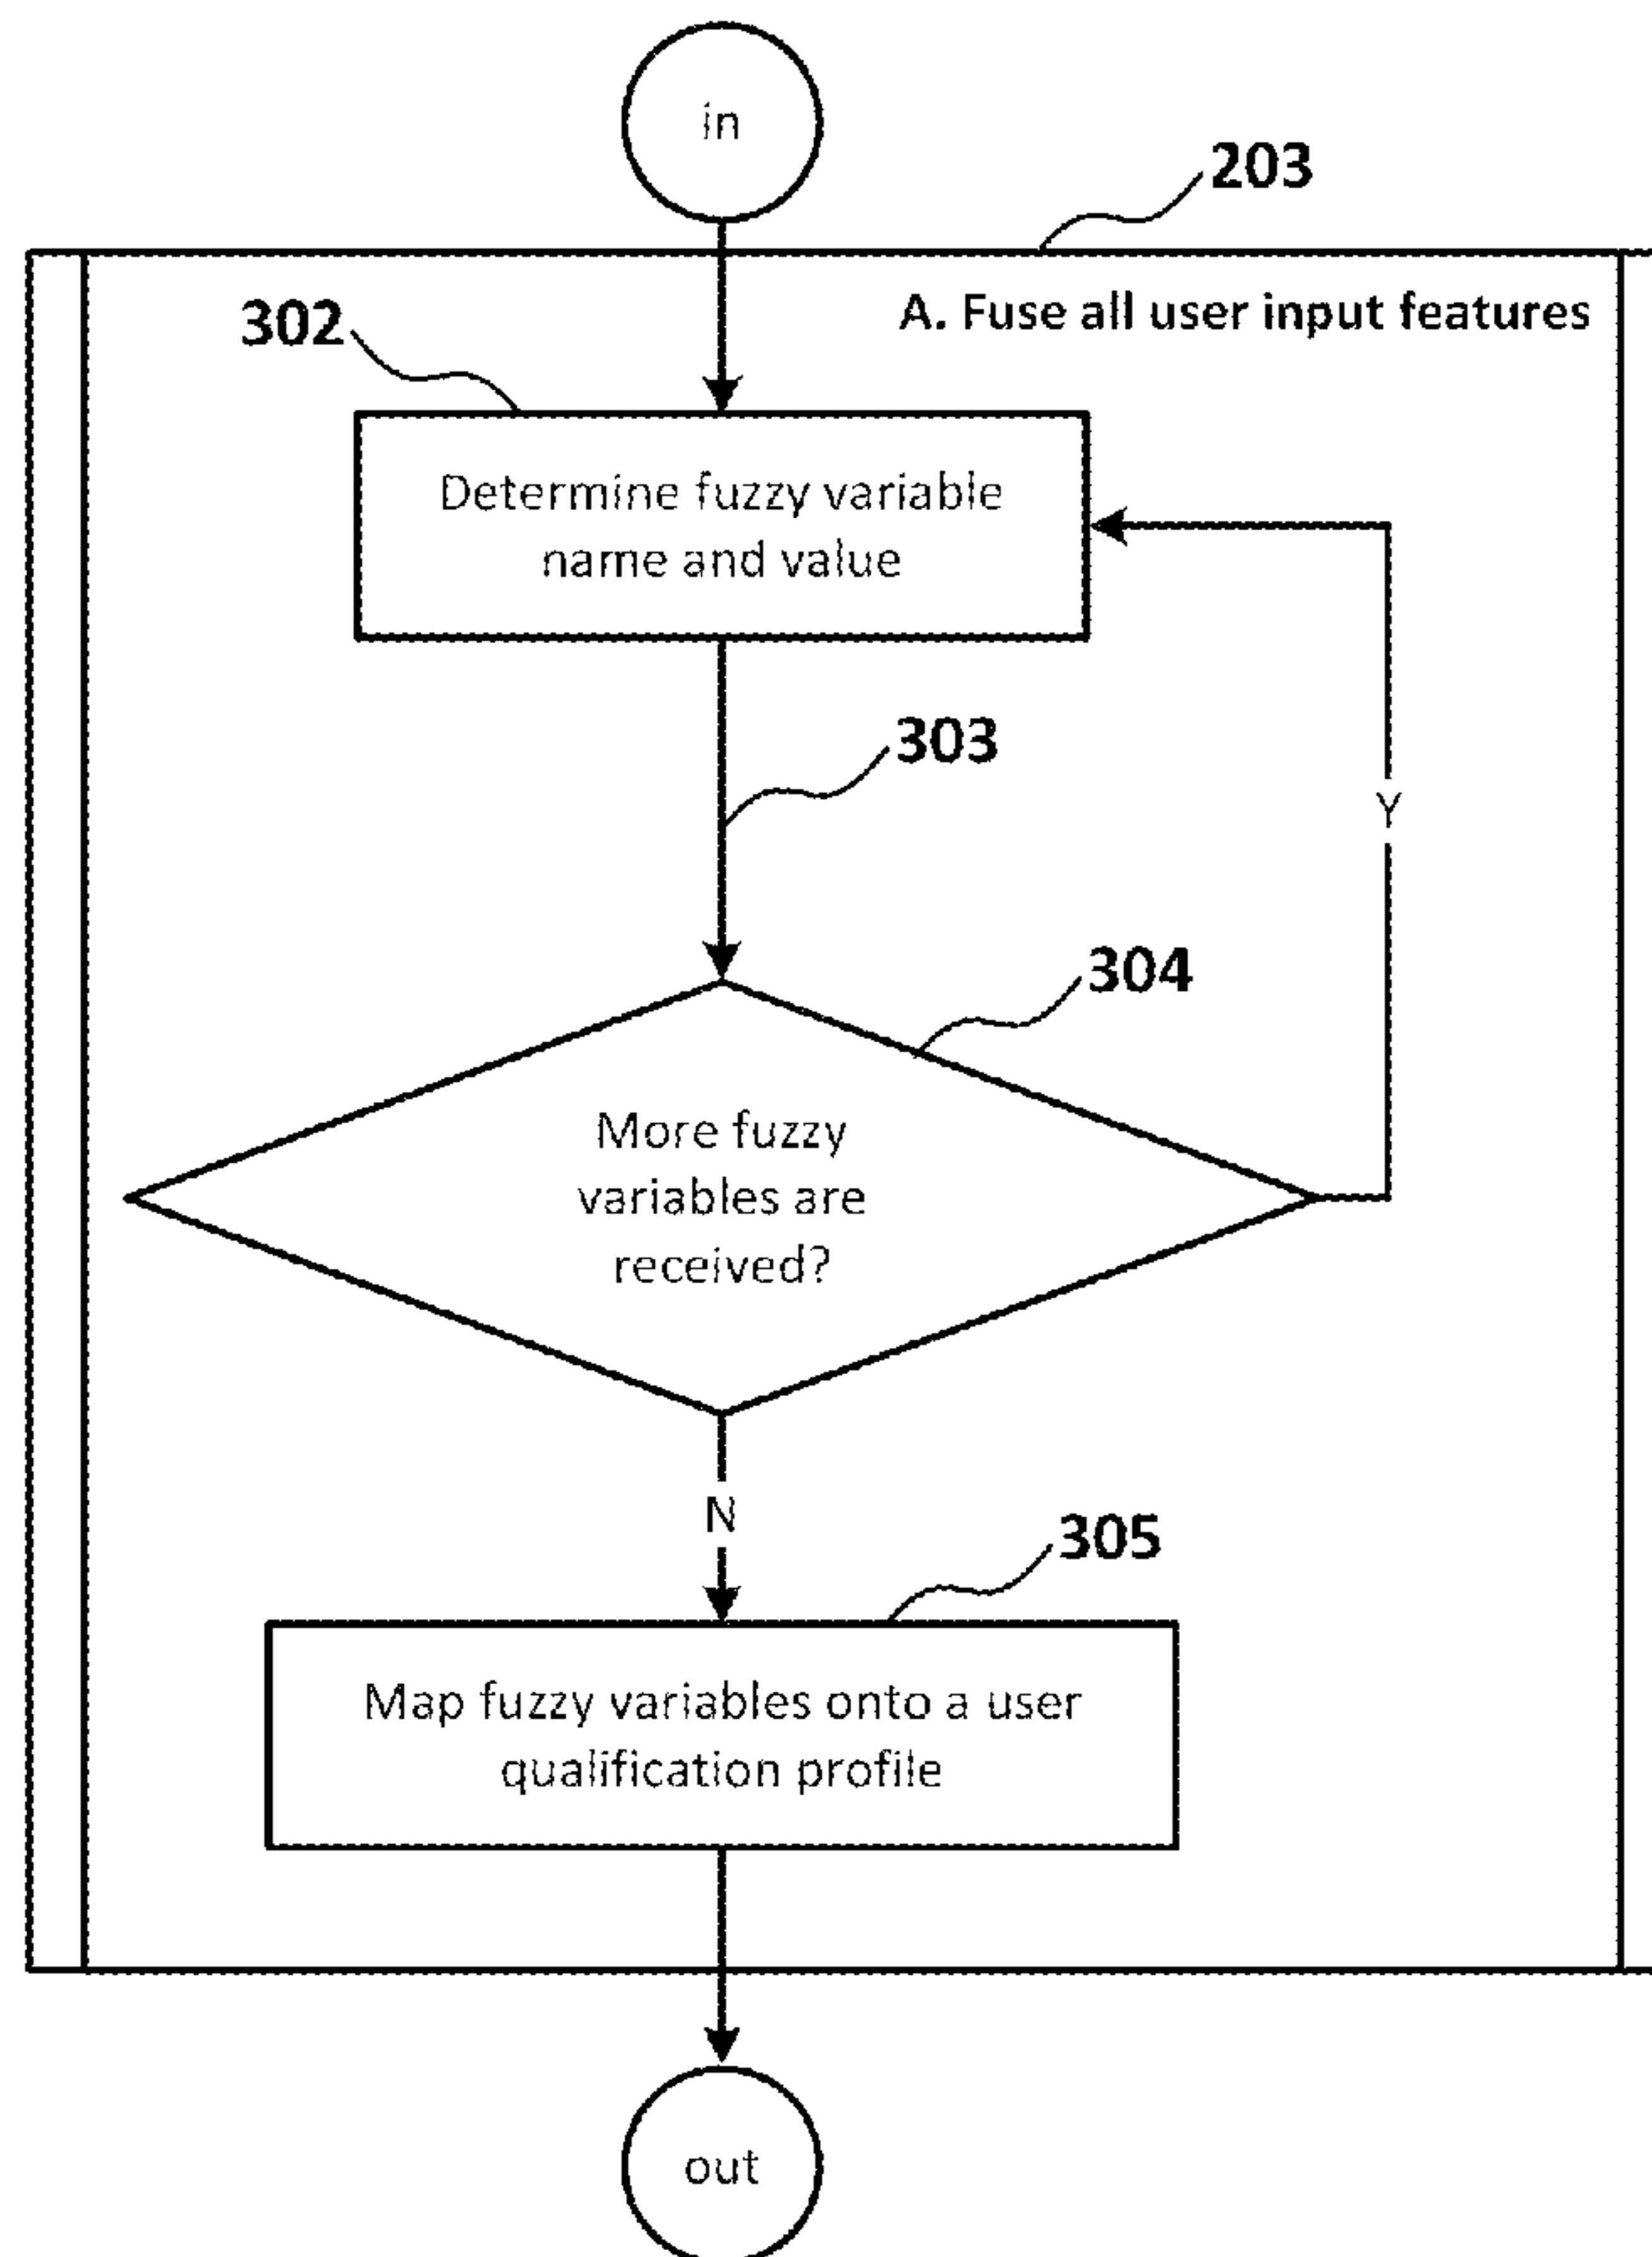 in
203
A. Fuse all user input features
302
Determine fuzzy variable
name and value
303
Y
304
More fuzzy
variables are
received?
N
305
Map fuzzy variables onto a user
qualification profile
out